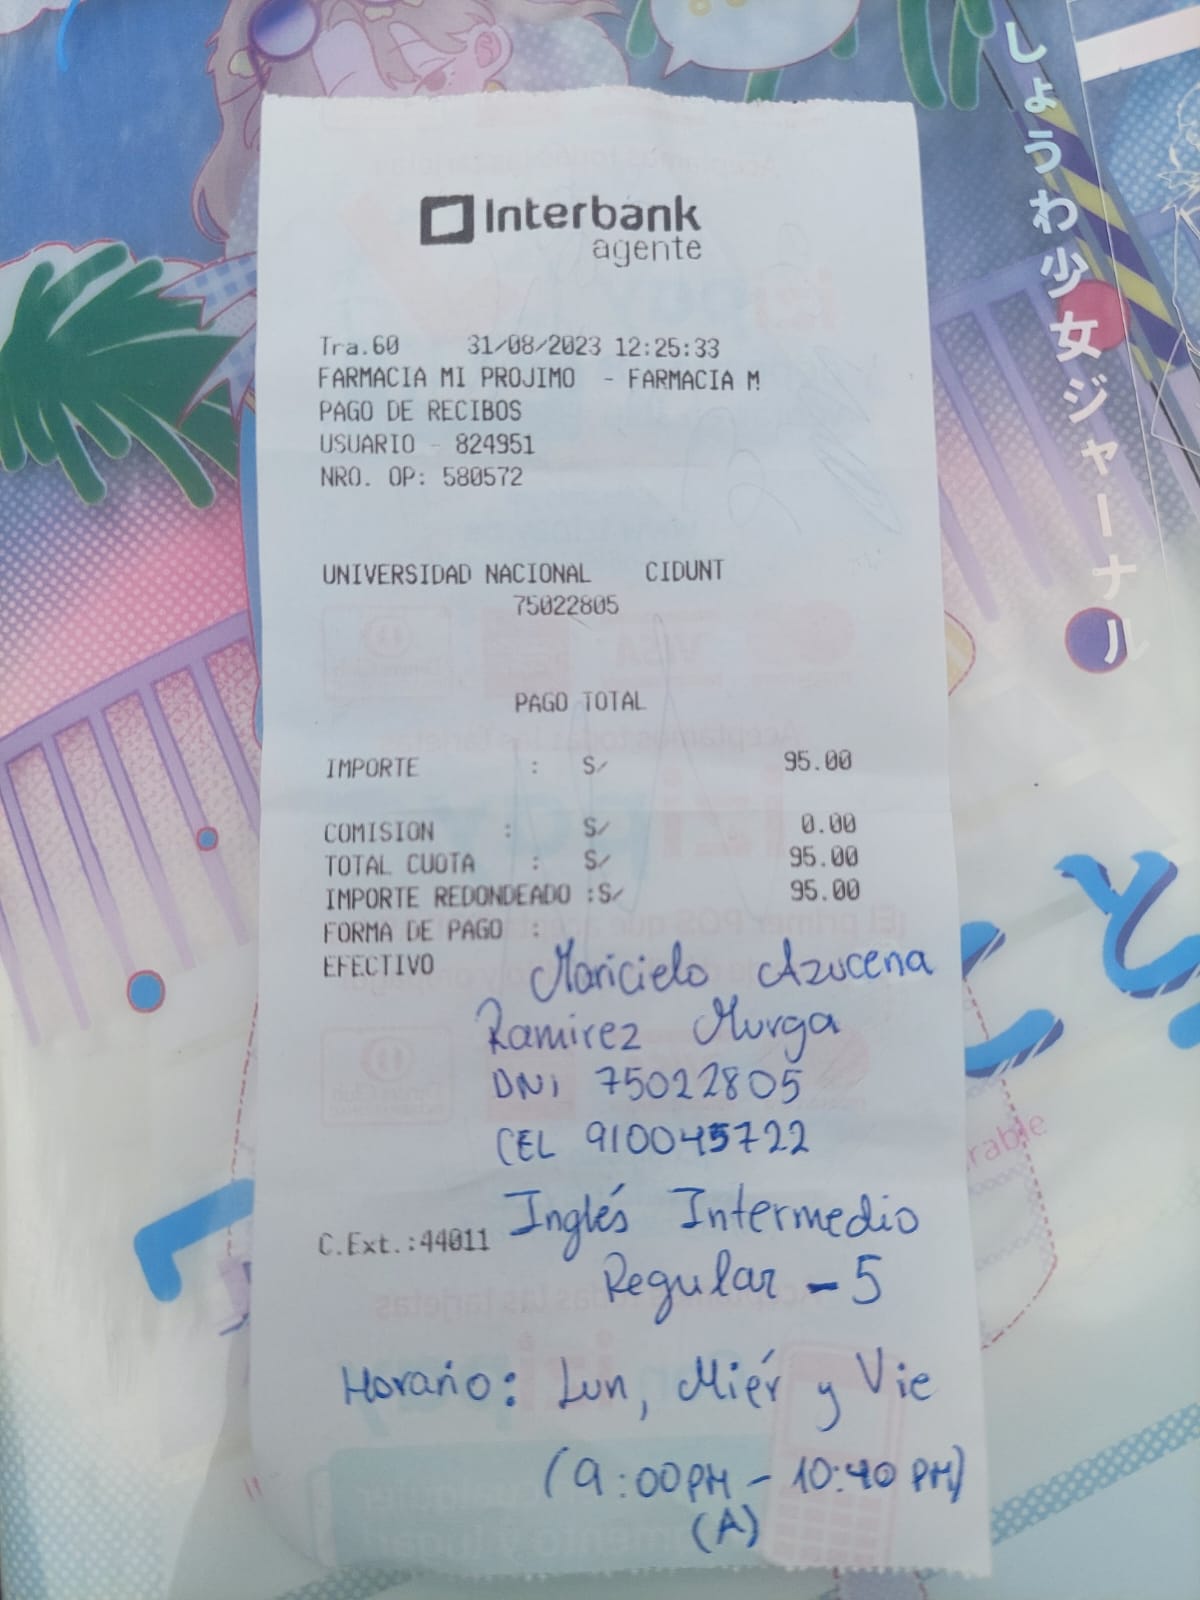 Interbank
agente
Tra.60 31/08/2023 12:25:33
FARMACIA MI PROJIMO - FARMACIA M
PAGO DE RECIBOS
USUARIO - 824951
NRO. OP: 580572
UNIVERSIDAD NACIONAL CIDUNT
75022805
PAGO TOTAL
IMPORTE : S/ 95.00
COMISION : S/ 0.00
TOTAL CUOTA : S/ 95.00
IMPORTE REDONDEADO :S/ 95.00
FORMA DE PAGO :
EFECTIVO
Maricielo Azucena
Ramirez Murga
DNi 75022805
CEL 910045722
C.Ext.:44011
Inglés Intermedio
Regular - 5
Horario: Lun, Miér y Vie
(9:00PM - 10:40 PM)
(A)
しょうわ少女ジャーナル